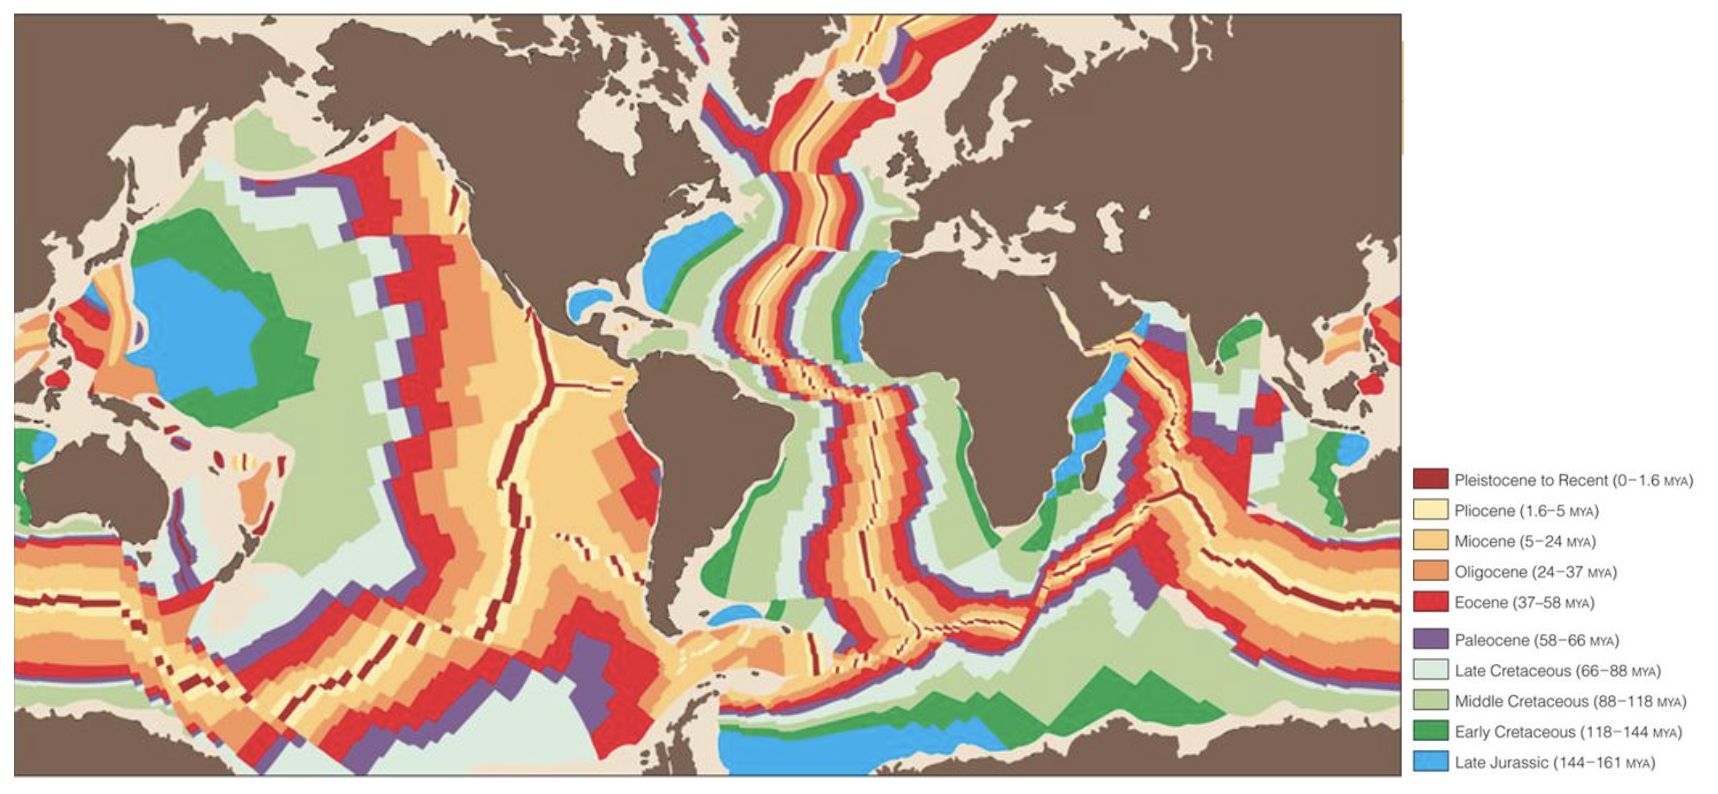 Pleistocene to Recent (0–1.6 MYA)
Pliocene (1.6–5 MYA)
Miocene (5–24 MYA)
Oligocene (24–37 MYA)
Eocene (37–58 MYA)
Paleocene (58–66 MYA)
Late Cretaceous (66–88 MYA)
Middle Cretaceous (88–118 MYA)
Early Cretaceous (118–144 MYA)
Late Jurassic (144–161 MYA)